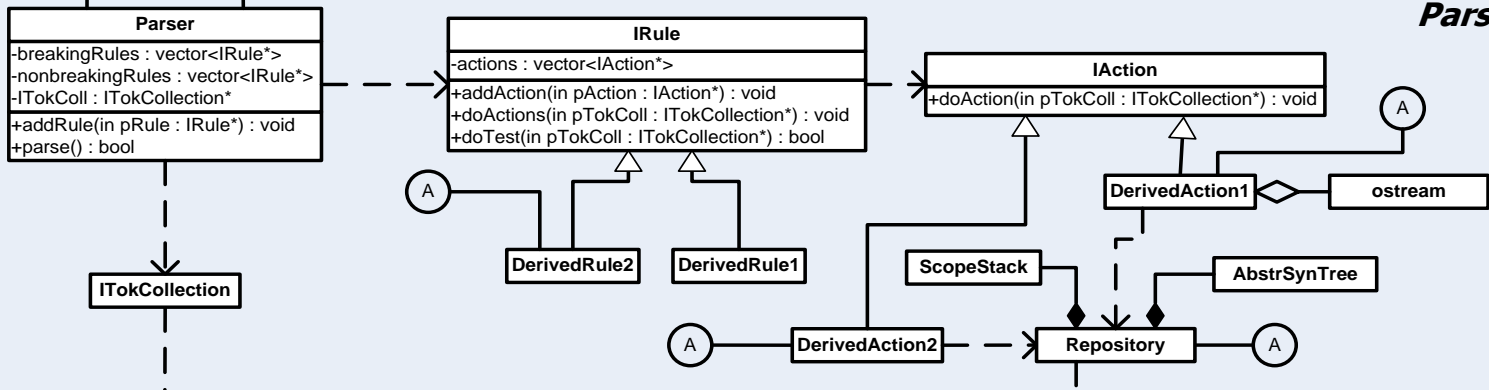 Pars
Parser
-breakingRules : vector<IRule*>
-nonbreakingRules : vector<IRule*>
-ITokColl : ITokCollection*
+addRule(in pRule : IRule*) : void
+parse() : bool
IRule
-actions : vector<IAction*>
+addAction(in pAction : IAction*) : void
+doActions(in pTokColl : ITokCollection*) : void
+doTest(in pTokColl : ITokCollection*) : bool
IAction
+doAction(in pTokColl : ITokCollection*) : void
A
A
DerivedAction1
ostream
DerivedRule2
DerivedRule1
ScopeStack
AbstrSynTree
ITokCollection
A
DerivedAction2
Repository
A